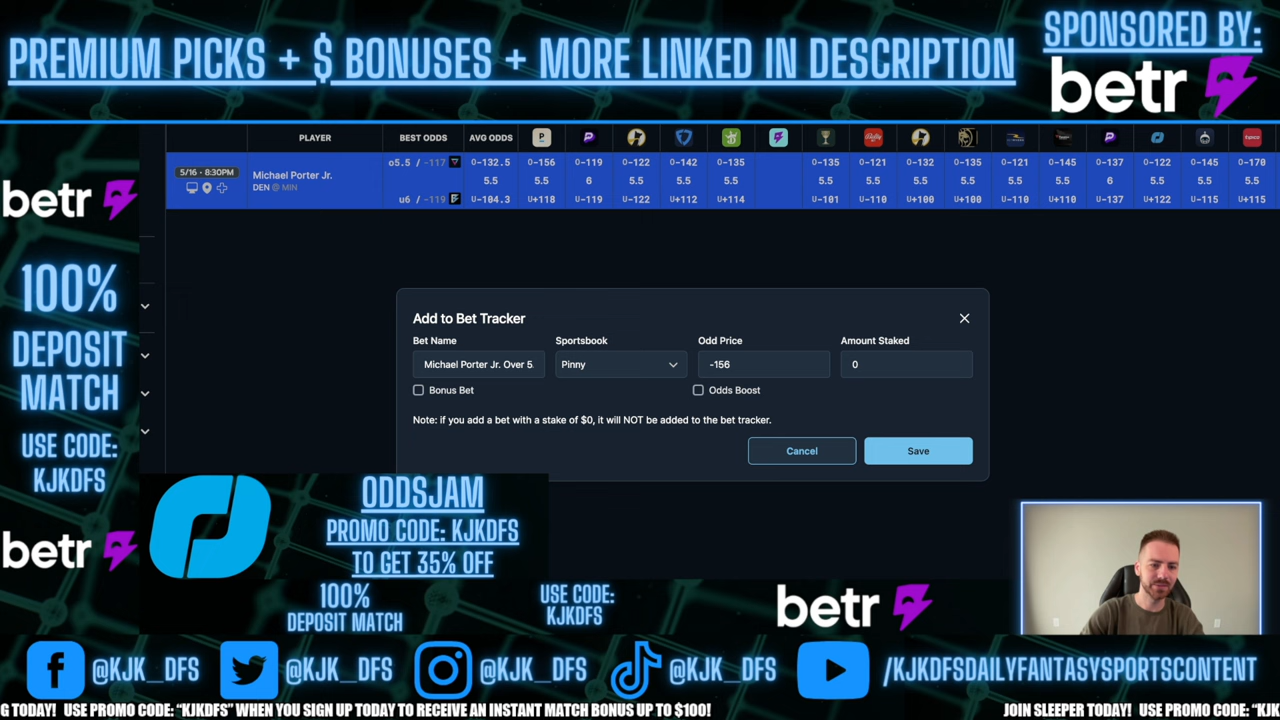 PREMIUM PICKS + $ BONUSES + MORE LINKED IN DESCRIPTION
SPONSORED BY:
betr
PLAYER
BEST ODDS
AVG ODDS
5/16 • 8:30PM
Michael Porter Jr.
DEN @ MIN
o5.5 / -117
u6 / -119
O-132.5 O-156 O-119 O-122 O-142 O-135 O-135 O-121 O-132 O-135 O-121 O-145 O-137 O-122 O-145 O-170
5.5 5.5 6 5.5 5.5 5.5 5.5 5.5 5.5 5.5 5.5 5.5 6 5.5 5.5 5.5
U-104.3 U+118 U-119 U-122 U+112 U+114 U-101 U-110 U+100 U+100 U-110 U+110 U-137 U+122 U-115 U+115
betr
100%
DEPOSIT
MATCH
USE CODE:
KJKDFS
betr
Add to Bet Tracker
Bet Name
Sportsbook
Odd Price
Amount Staked
Michael Porter Jr. Over 5.
Pinny
-156
0
Bonus Bet
Odds Boost
Note: if you add a bet with a stake of $0, it will NOT be added to the bet tracker.
Cancel
Save
ODDSJAM
PROMO CODE: KJKDFS
TO GET 35% OFF
100%
DEPOSIT MATCH
USE CODE:
KJKDFS
betr
@KJK_DFS
@KJK_DFS
@KJK_DFS
@KJK_DFS
/KJKDFSDAILYFANTASYSPORTSCONTENT
G TODAY! USE PROMO CODE: “KJKDFS” WHEN YOU SIGN UP TODAY TO RECEIVE AN INSTANT MATCH BONUS UP TO $100!
JOIN SLEEPER TODAY! USE PROMO CODE: “KJK